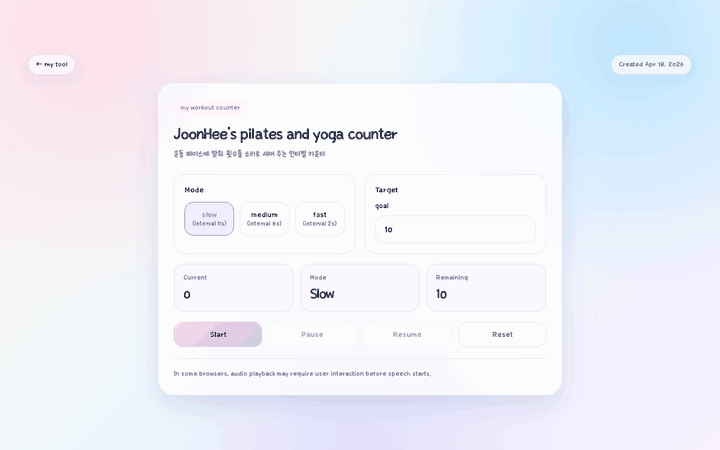 ← my tool
Created Apr 18, 2026
my workout counter
JoonHee's pilates and yoga counter
운동 페이스에 맞춰 횟수를 소리로 세어 주는 인터벌 카운터
Mode
slow
(interval 11s)
medium
(interval 6s)
fast
(interval 2s)
Target
goal
10
Current
0
Mode
Slow
Remaining
10
Start
Pause
Resume
Reset
In some browsers, audio playback may require user interaction before speech starts.